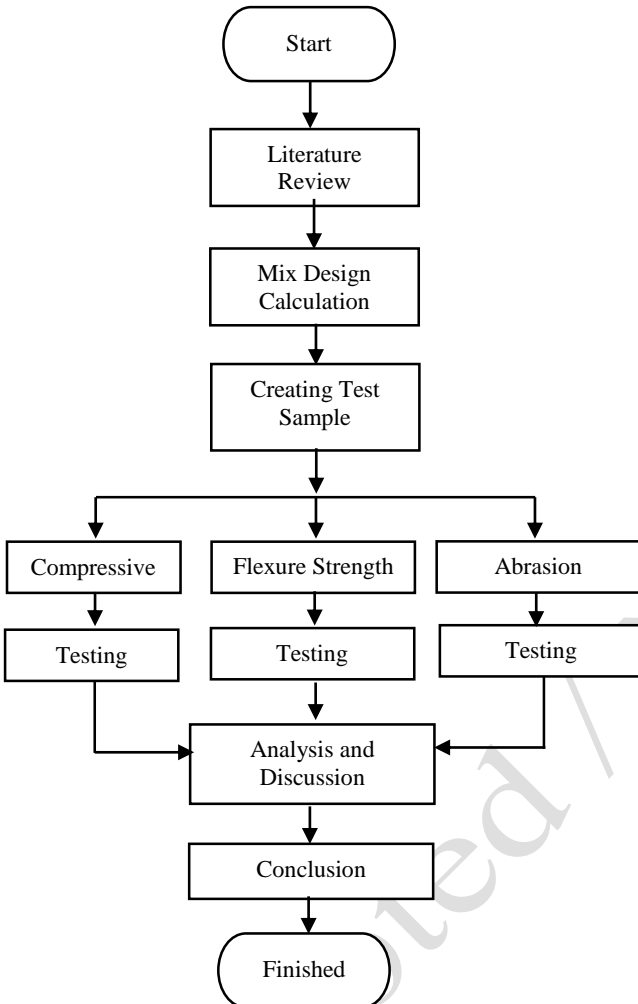 Start
Literature
Review
Mix Design
Calculation
Creating Test
Sample
Compressive
Flexure Strength
Abrasion
Testing
Testing
Testing
Analysis and
Discussion
Conclusion
Finished